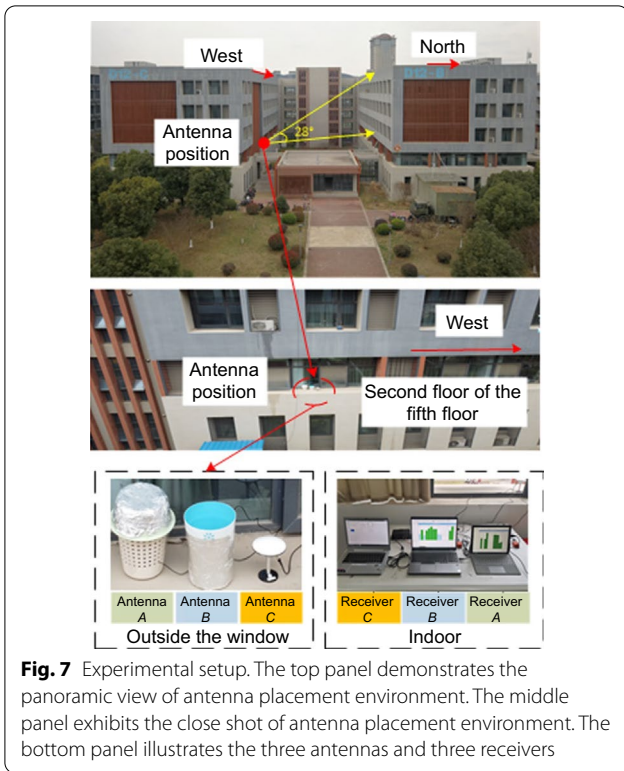 West
North
Antenna
position
28°
Antenna
position
West
Second floor of the
fifth floor
Antenna
A
Antenna
B
Antenna
C
Receiver
C
Receiver
B
Receiver
A
Outside the window
Indoor
Fig. 7 Experimental setup. The top panel demonstrates the
panoramic view of antenna placement environment. The middle
panel exhibits the close shot of antenna placement environment. The
bottom panel illustrates the three antennas and three receivers